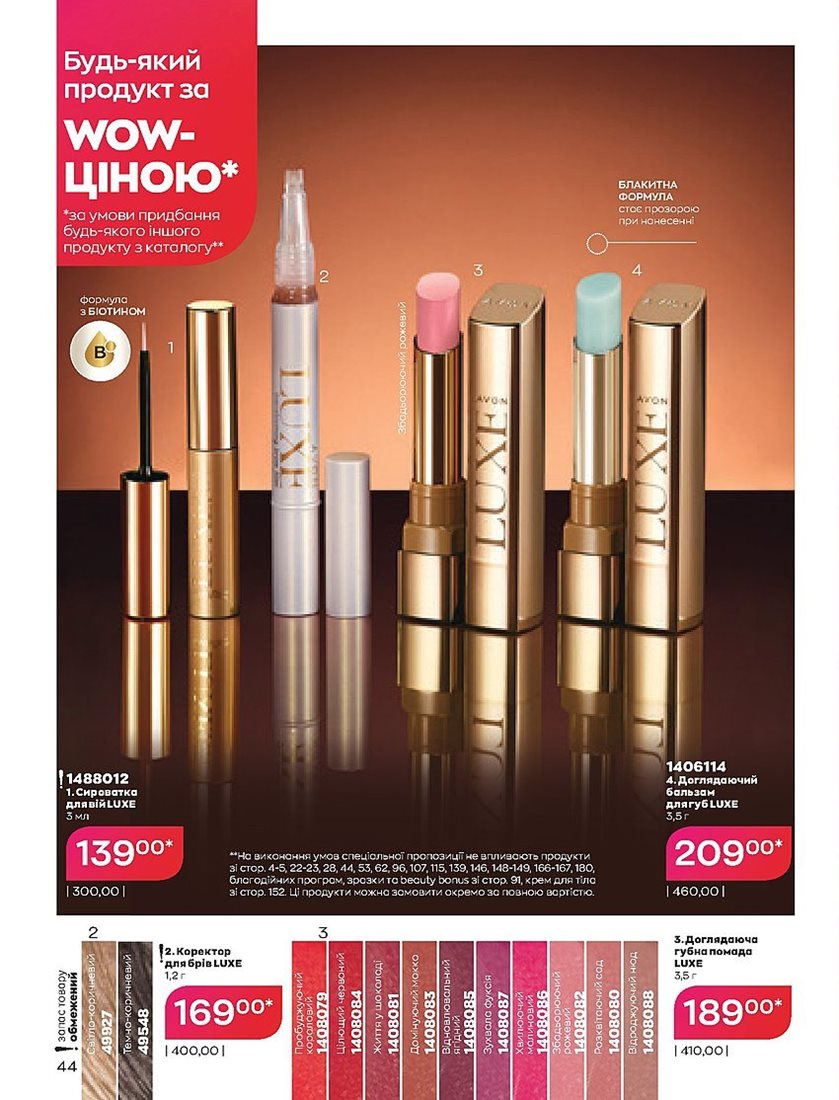 Будь-який
продукт за
WOW-
ЦІНОЮ*
*за умови придбання
будь-якого іншого
продукту з каталогу**
БЛАКИТНА
ФОРМУЛА
стає прозорою
при нанесенні
формула
з БІОТИНОМ
B
1
2
3
4
Збадьорюючий рожевий
LUXE
AVON
LUXE
AVON
LUXE
1488012
1. Сироватка
для вій LUXE
3 мл
13900*
| 300,00 |
1406114
4. Доглядаючий
бальзам
для губ LUXE
3,5 г
20900*
| 460,00 |
**На виконання умов спеціальної пропозиції не впливають продукти
зі стор. 4-5, 22-23, 28, 44, 53, 62, 96, 107, 115, 139, 146, 148-149, 166-167, 180,
благодійних програм, зразки та beauty bonus зі стор. 91, крем для тіла
зі стор. 152. Ці продукти можна замовити окремо за повною вартістю.
запас товару
обмежений
44
2
Світло-коричневий
49927
Темно-коричневий
49548
2. Коректор
для брів LUXE
1,2 г
16900*
| 400,00 |
3
Пробуджуючий
кораловий
1408079
Цілющий червоний
1408084
Життя у шоколаді
1408081
Домінуючий мокко
1408083
Відновлювальний
ягідний
1408085
Зухвала фуксія
1408087
Хвилюючий
малиновий
1408086
Збадьорюючий
рожевий
1408082
Розквітаючий сад
1408080
Відроджуючий нюд
1408088
3. Доглядаюча
губна помада
LUXE
3,5 г
18900*
| 410,00 |